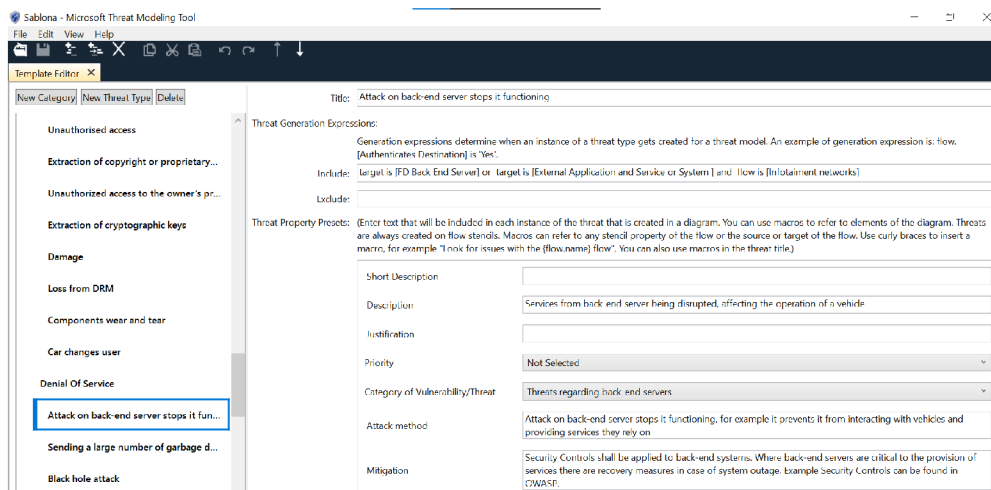 Sablona - Microsoft Threat Modeling Tool
File Edit View Help
Template Editor X
New Category New Threat Type Delete
Unauthorised access
Extraction of copyright or proprietary...
Unauthorized access to the owner's pr...
Extraction of cryptographic keys
Damage
Loss from DRM
Components wear and tear
Car changes user
Denial Of Service
Attack on back-end server stops it fun...
Sending a large number of garbage d...
Black hole attack
Title: Attack on back-end server stops it functioning
Threat Generation Expressions:
Generation expressions determine when an instance of a threat type gets created for a threat model. An example of generation expression is: flow.
[Authenticates Destination] is 'Yes'.
Include: target is [FD Back End Server] or target is [External Application and Service or System ] and flow is [Infotaiment networks]
Exclude:
Threat Property Presets: (Enter text that will be included in each instance of the threat that is created in a diagram. You can use macros to refer to elements of the diagram. Threats
are always created on flow stencils. Macros can refer to any stencil property of the flow or the source or target of the flow. Use curly braces to insert a
macro, for example "Look for issues with the {flow.name} flow". You can also use macros in the threat title.)
Short Description
Description Services from back-end server being disrupted, affecting the operation of a vehicle
Justification
Priority Not Selected
Category of Vulnerability/Threat Threats regarding back-end servers
Attack method Attack on back-end server stops it functioning, for example it prevents it from interacting with vehicles and
providing services they rely on
Mitigation Security Controls shall be applied to back-end systems. Where back-end servers are critical to the provision of
services there are recovery measures in case of system outage. Example Security Controls can be found in
OWASP.